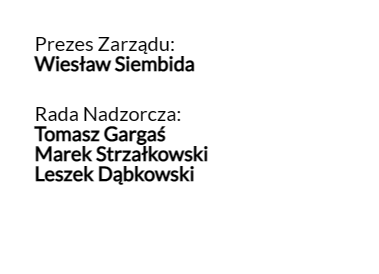 Prezes Zarządu:
Wiesław Siembida
Rada Nadzorcza:
Tomasz Gargaś
Marek Strzałkowski
Leszek Dąbkowski